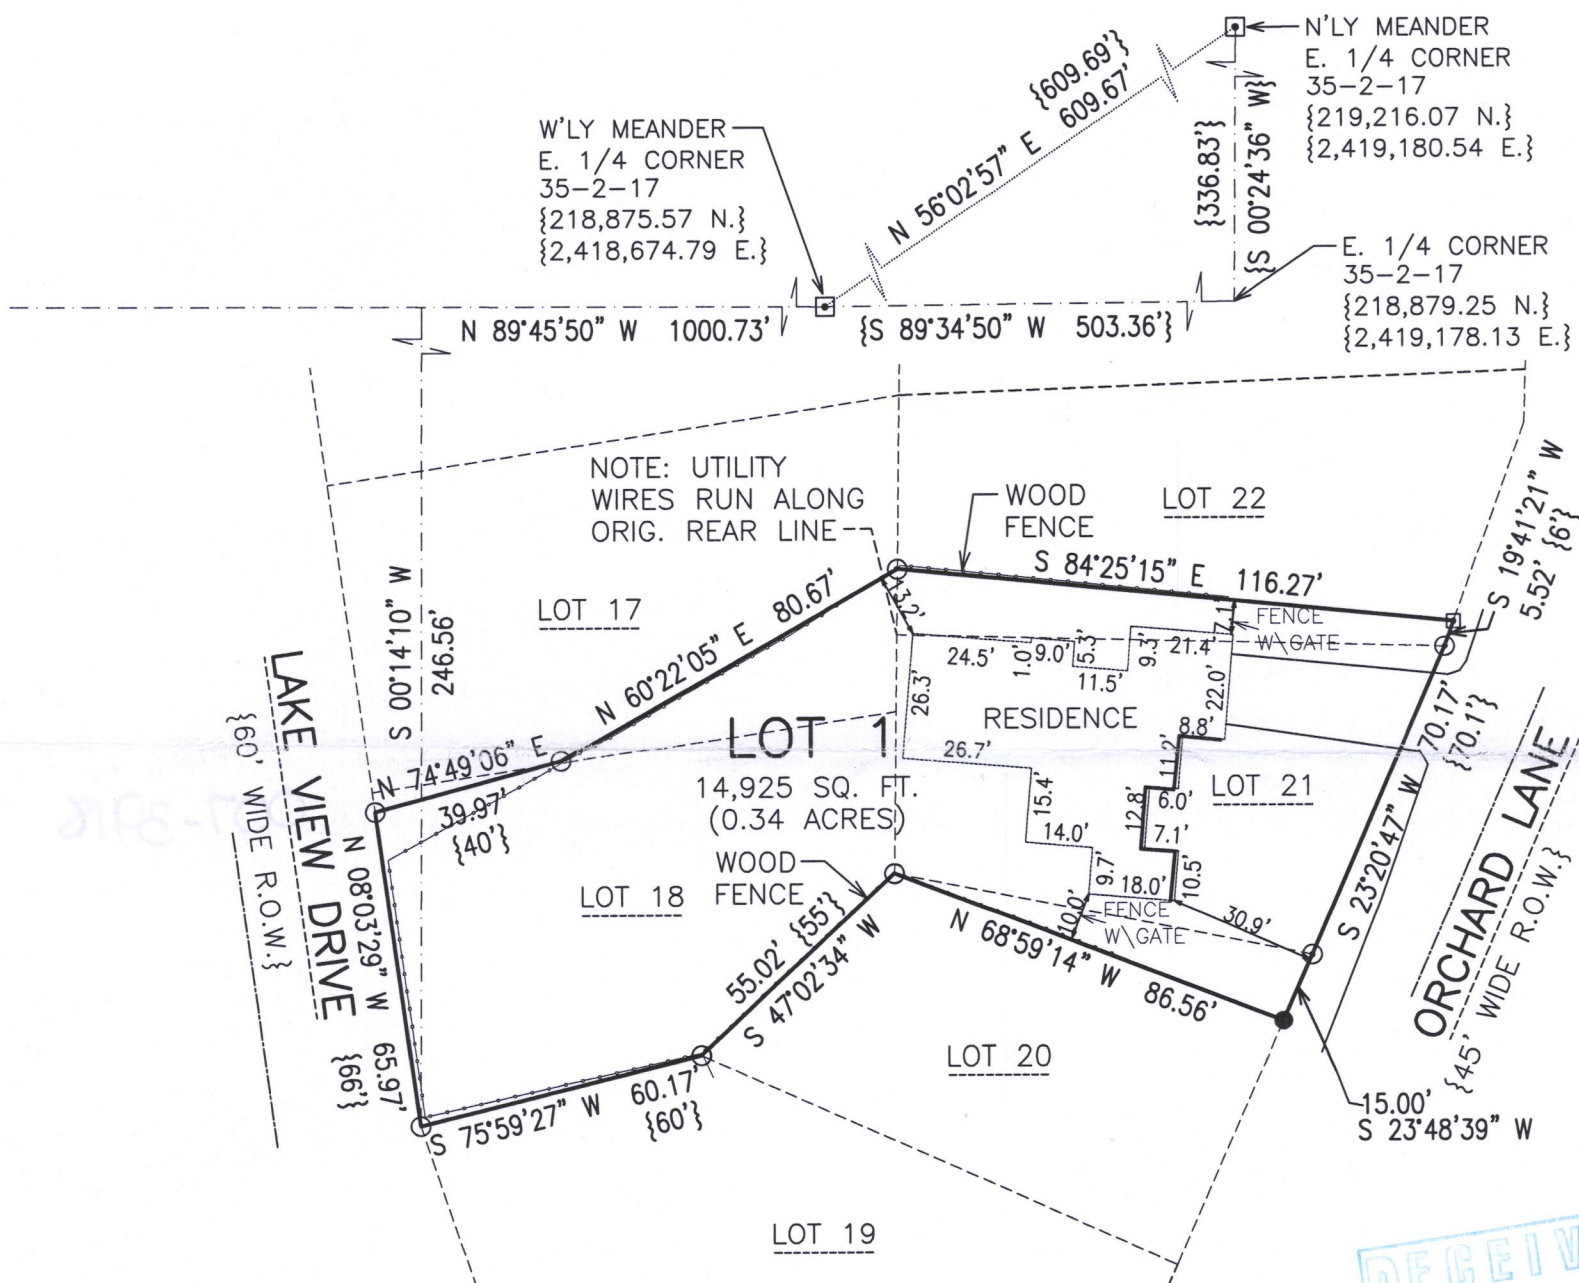 N'LY MEANDER
E. 1/4 CORNER
35-2-17
{219,216.07 N.}
{2,419,180.54 E.}
{609.69'}
609.67'
N 56°02'57" E
{336.83'}
{S 00°24'36" W}
W'LY MEANDER
E. 1/4 CORNER
35-2-17
{218,875.57 N.}
{2,418,674.79 E.}
E. 1/4 CORNER
35-2-17
{218,879.25 N.}
{2,419,178.13 E.}
N 89°45'50" W 1000.73'
{S 89°34'50" W 503.36'}
NOTE: UTILITY
WIRES RUN ALONG
ORIG. REAR LINE
WOOD
FENCE
LOT 22
S 84°25'15" E 116.27'
S 19°41'21" W
5.52' {6'}
S 00°14'10" W
246.56'
LOT 17
N 60°22'05" E 80.67'
13.2'
7.1'
FENCE
W\GATE
24.5'
1.0'
9.0'
5.3'
11.5'
9.3'
21.4'
22.0'
26.3'
RESIDENCE
LOT 1
14,925 SQ. FT.
(0.34 ACRES)
26.7'
8.8'
11.2'
6.0'
12.8'
7.1'
10.5'
15.4'
14.0'
9.7'
18.0'
10.0'
FENCE
W\GATE
30.9'
LOT 21
70.17'
{70.1'}
S 23°20'47" W
ORCHARD LANE
{45' WIDE R.O.W.}
LAKE VIEW DRIVE
{60' WIDE R.O.W.}
N 74°49'06" E
39.97'
{40'}
N 08°03'29" W 65.97'
{66'}
LOT 18
WOOD
FENCE
55.02' {55'}
S 47°02'34" W
N 68°59'14" W 86.56'
S 75°59'27" W 60.17'
{60'}
LOT 20
15.00'
S 23°48'39" W
LOT 19